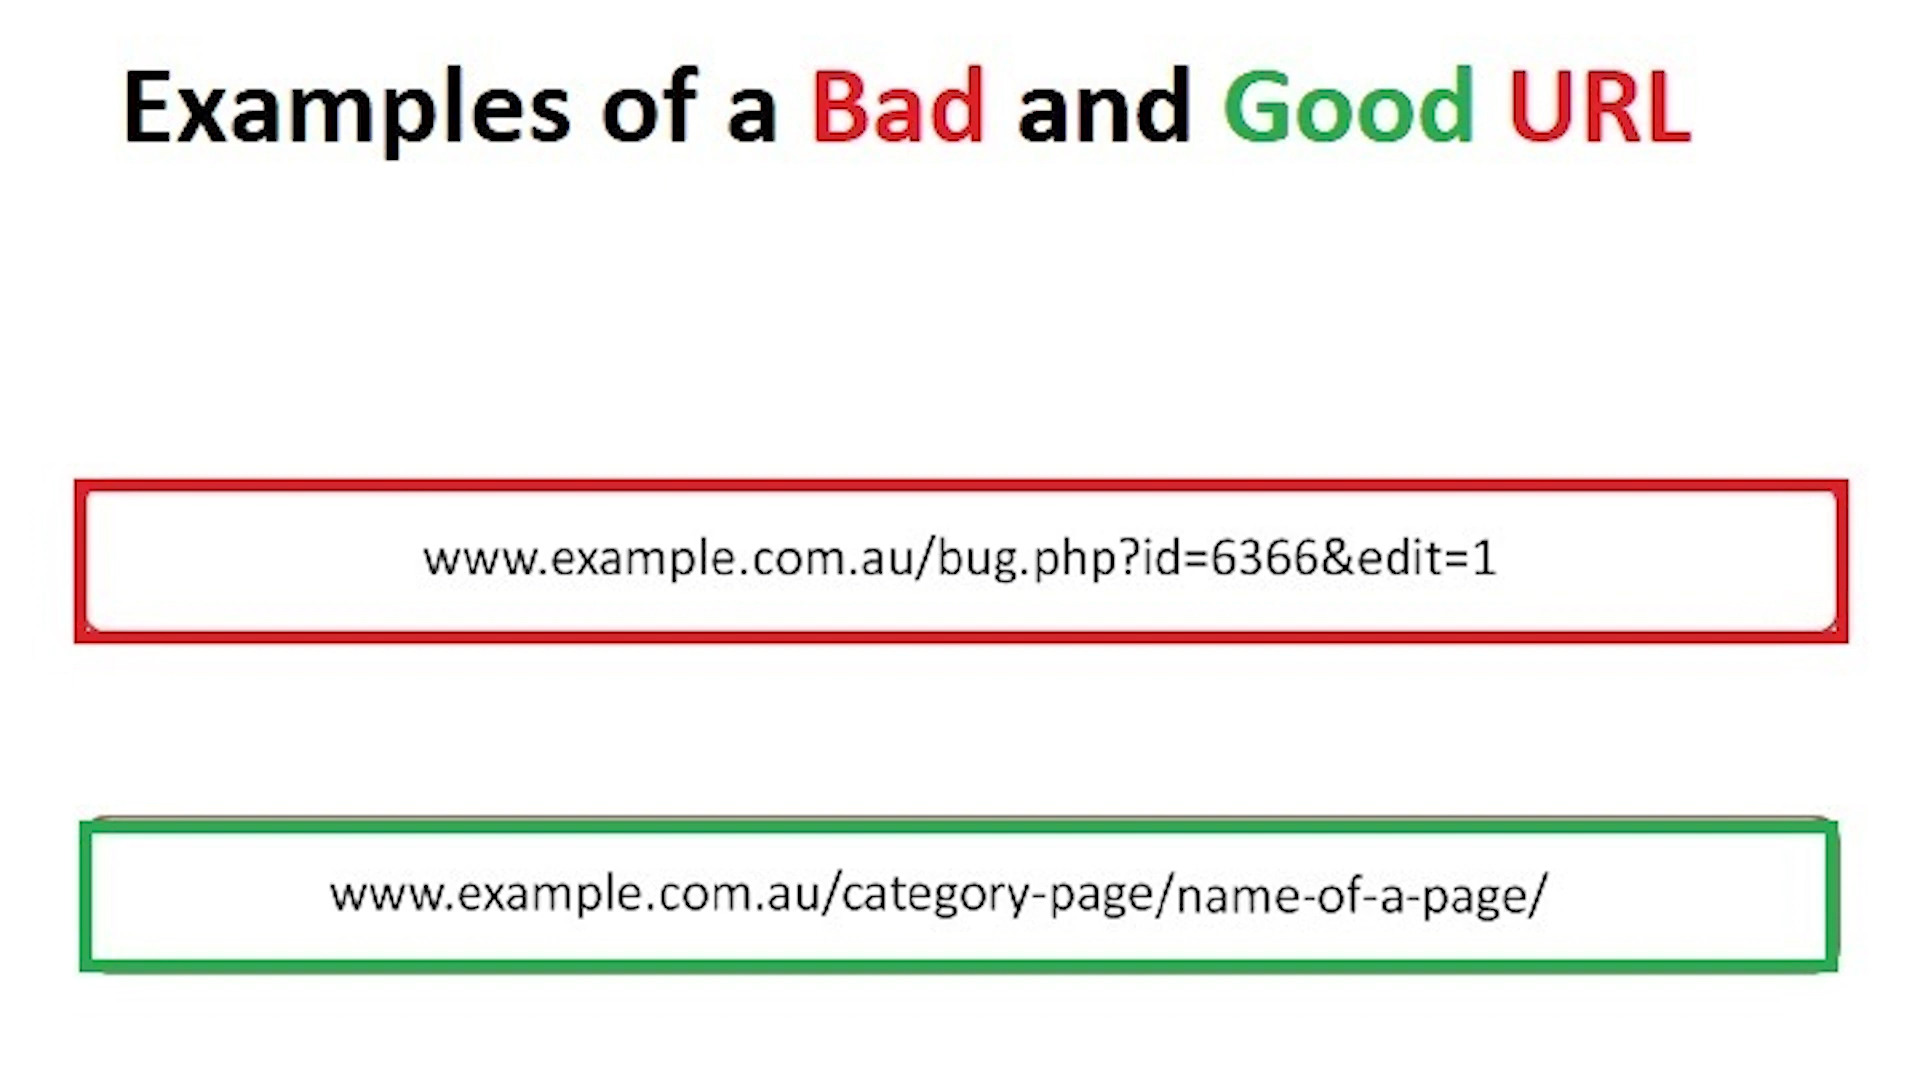 Examples of a Bad and Good URL
www.example.com.au/bug.php?id=6366&edit=1
www.example.com.au/category-page/name-of-a-page/